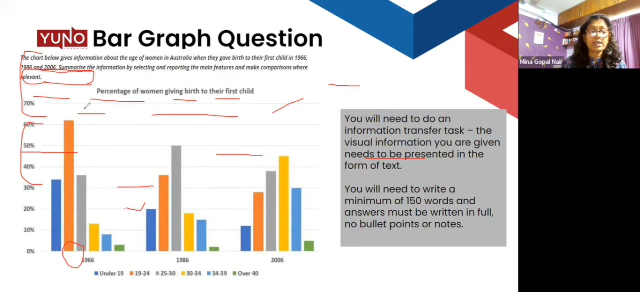 YUNO Bar Graph Question
The chart below gives information about the age of women in Australia when they gave birth to their first child in 1966,
1986 and 2006. Summarise the information by selecting and reporting the main features and make comparisons where
relevant.
Percentage of women giving birth to their first child
70%
60%
50%
40%
30%
20%
10%
0%
1966 1986 2006
Under 19 19-24 25-30 30-34 34-39 Over 40
You will need to do an
information transfer task – the
visual information you are given
needs to be presented in the
form of text.
You will need to write a
minimum of 150 words and
answers must be written in full,
no bullet points or notes.
Mina Gopal Nair